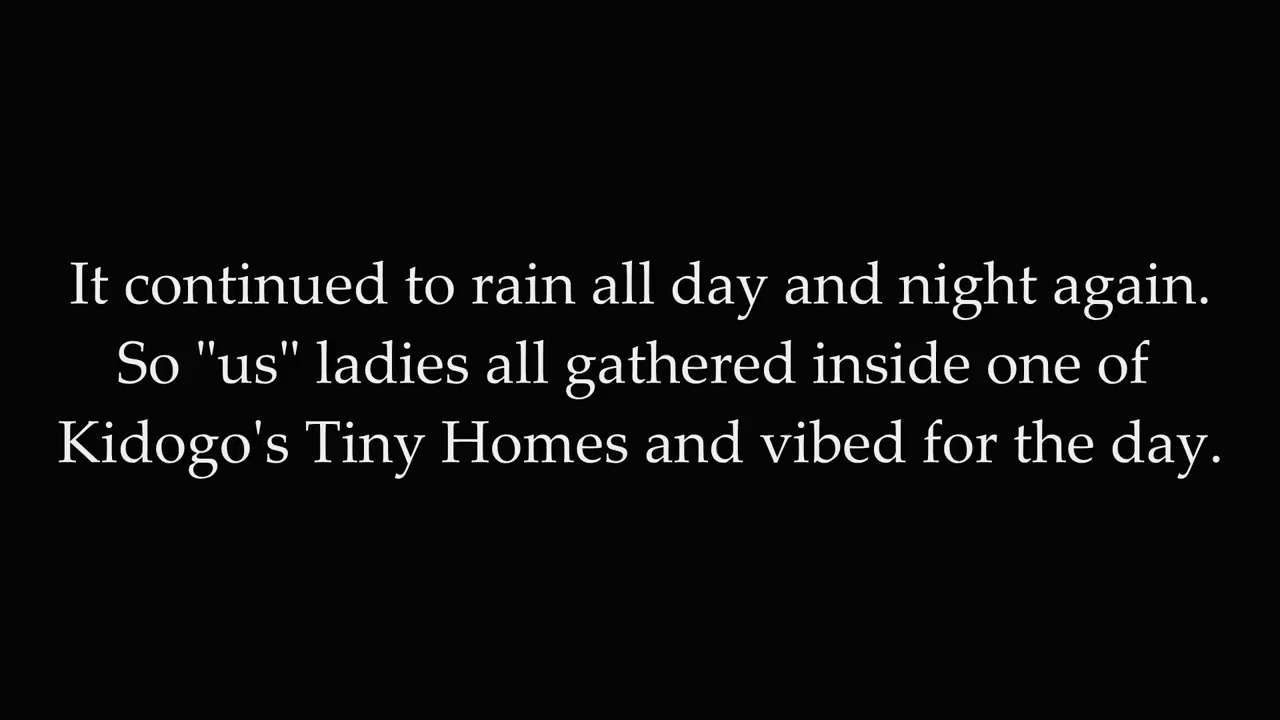 It continued to rain all day and night again.
So "us" ladies all gathered inside one of
Kidogo's Tiny Homes and vibed for the day.